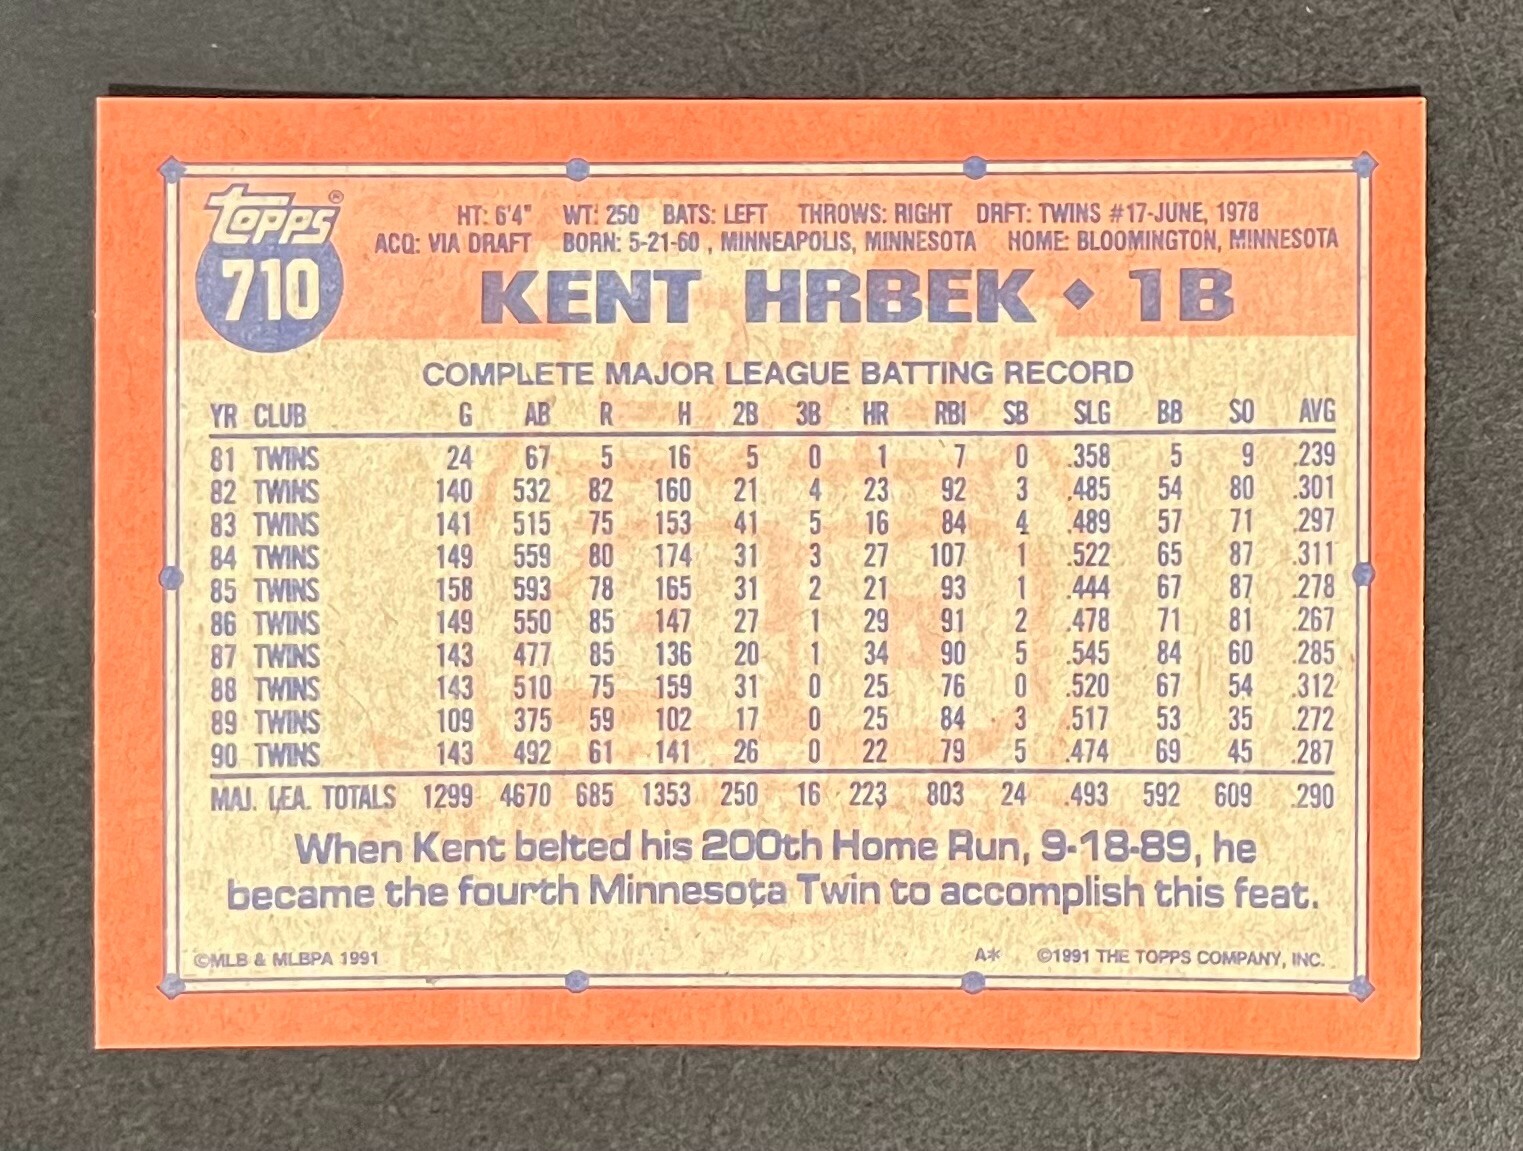 Topps®
710
HT: 6'4" WT: 250 BATS: LEFT THROWS: RIGHT DRFT: TWINS #17-JUNE, 1978
ACQ: VIA DRAFT BORN: 5-21-60, MINNEAPOLIS, MINNESOTA HOME: BLOOMINGTON, MINNESOTA
KENT HRBEK ◆ 1B
COMPLETE MAJOR LEAGUE BATTING RECORD
YR CLUB G AB R H 2B 3B HR RBI SB SLG BB SO AVG
81 TWINS 24 67 5 16 5 0 1 7 0 .358 5 9 .239
82 TWINS 140 532 82 160 21 4 23 92 3 .485 54 80 .301
83 TWINS 141 515 75 153 41 5 16 84 4 .489 57 71 .297
84 TWINS 149 559 80 174 31 3 27 107 1 .522 65 87 .311
85 TWINS 158 593 78 165 31 2 21 93 1 .444 67 87 .278
86 TWINS 149 550 85 147 27 1 29 91 2 .478 71 81 .267
87 TWINS 143 477 85 136 20 1 34 90 5 .545 84 60 .285
88 TWINS 143 510 75 159 31 0 25 76 0 .520 67 54 .312
89 TWINS 109 375 59 102 17 0 25 84 3 .517 53 35 .272
90 TWINS 143 492 61 141 26 0 22 79 5 .474 69 45 .287
MAJ. LEA. TOTALS 1299 4670 685 1353 250 16 223 803 24 .493 592 609 .290
When Kent belted his 200th Home Run, 9-18-89, he
became the fourth Minnesota Twin to accomplish this feat.
©MLB & MLBPA 1991 A* ©1991 THE TOPPS COMPANY, INC.